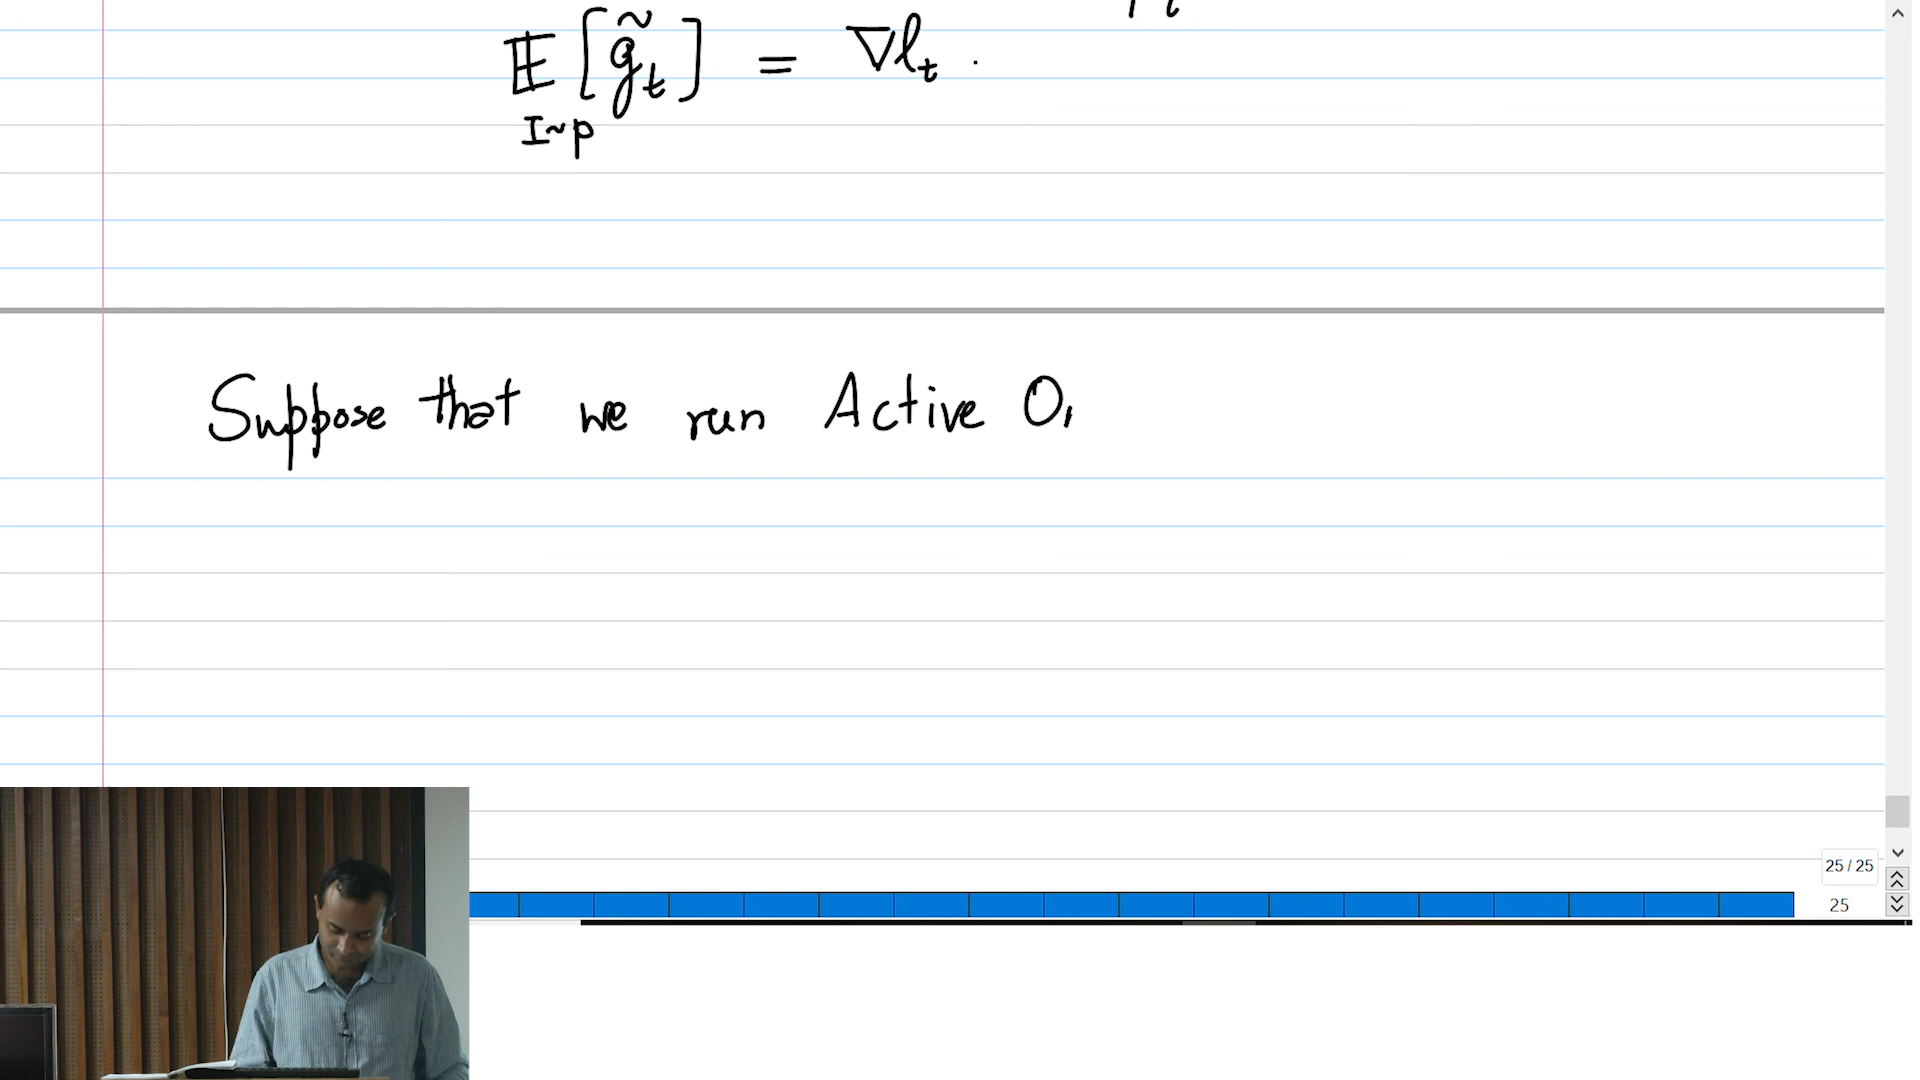 𝔼[g̃_t] = ∇ℓ_t .
I~p
Suppose that we run Active O
25 / 25
25